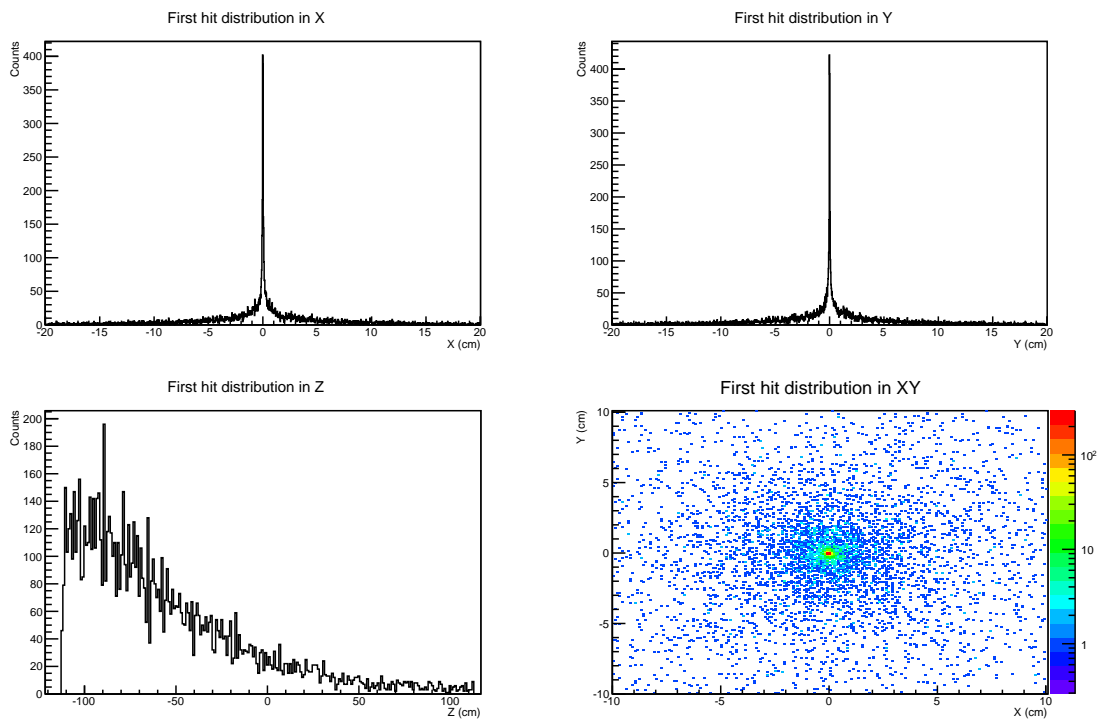 First hit distribution in X
Counts
400
350
300
250
200
150
100
50
0
-20 -15 -10 -5 0 5 10 15 20
X (cm)
First hit distribution in Y
Counts
400
350
300
250
200
150
100
50
0
-20 -15 -10 -5 0 5 10 15 20
Y (cm)
First hit distribution in Z
Counts
200
180
160
140
120
100
80
60
40
20
0
-100 -50 0 50 100
Z (cm)
First hit distribution in XY
Y (cm)
10
5
0
-5
-10
-10 -5 0 5 10
X (cm)
10²
10
1